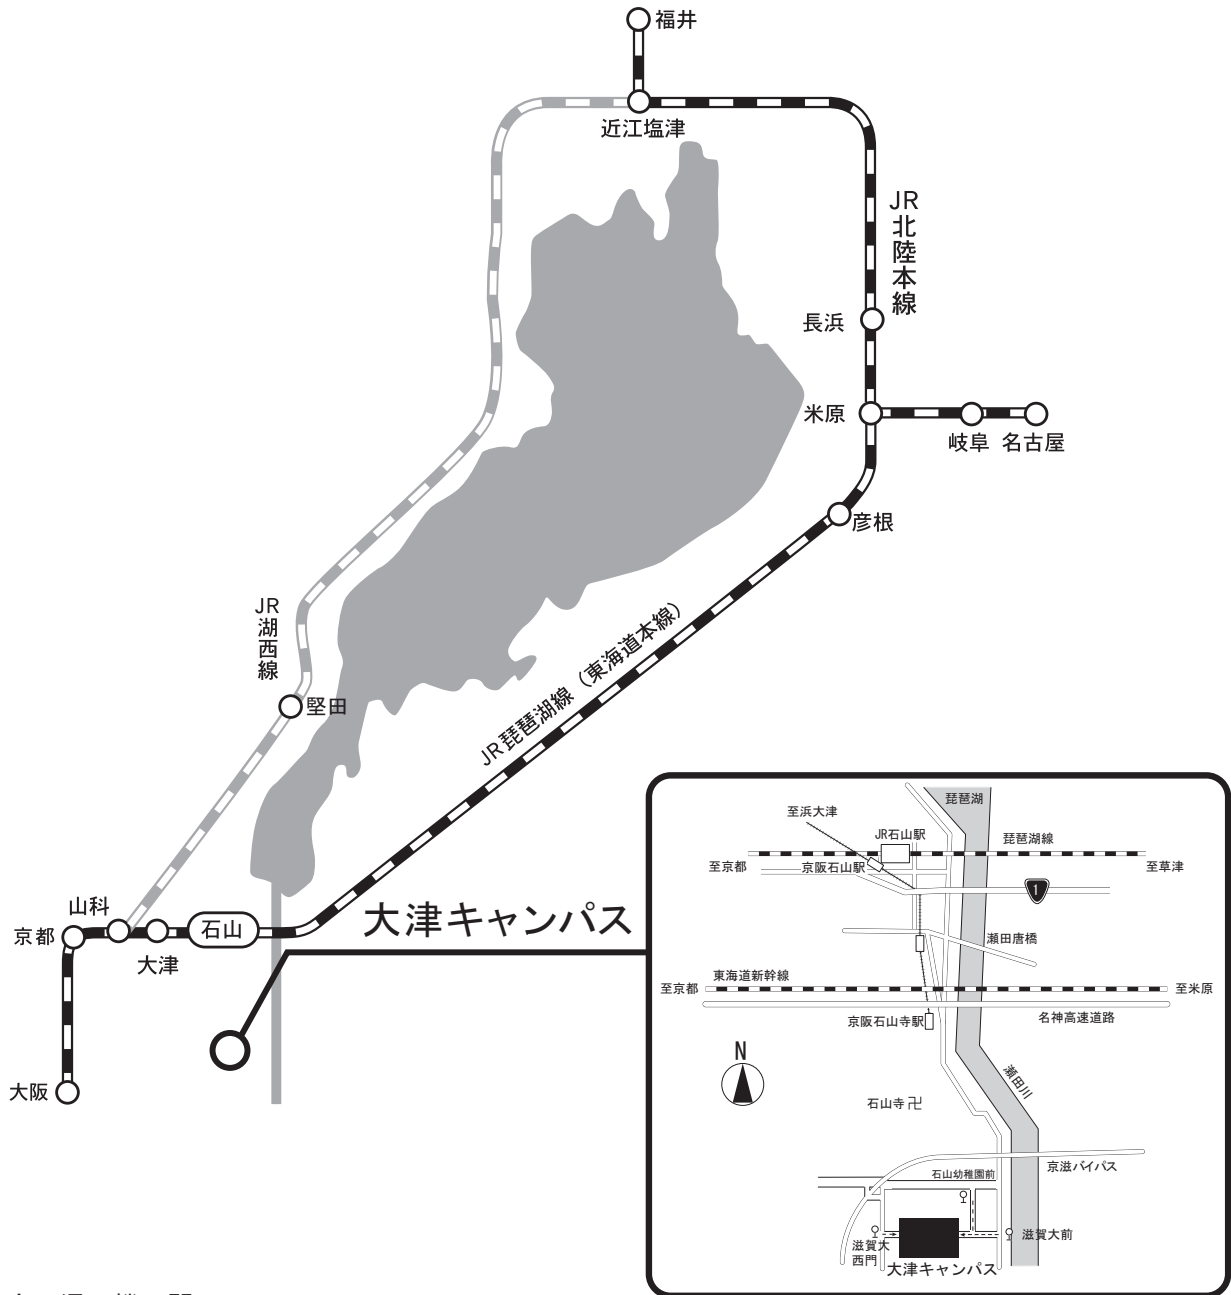 福井
近江塩津
JR北陸本線
長浜
米原
岐阜
名古屋
彦根
JR湖西線
堅田
JR琵琶湖線（東海道本線）
山科
京都
大津
石山
大津キャンパス
大阪
琵琶湖
至浜大津
JR石山駅
琵琶湖線
至京都
京阪石山駅
至草津
1
瀬田唐橋
東海道新幹線
至京都
至米原
京阪石山寺駅
名神高速道路
N
瀬田川
石山寺卍
京滋バイパス
石山幼稚園前
滋賀大
西門
滋賀大前
大津キャンパス